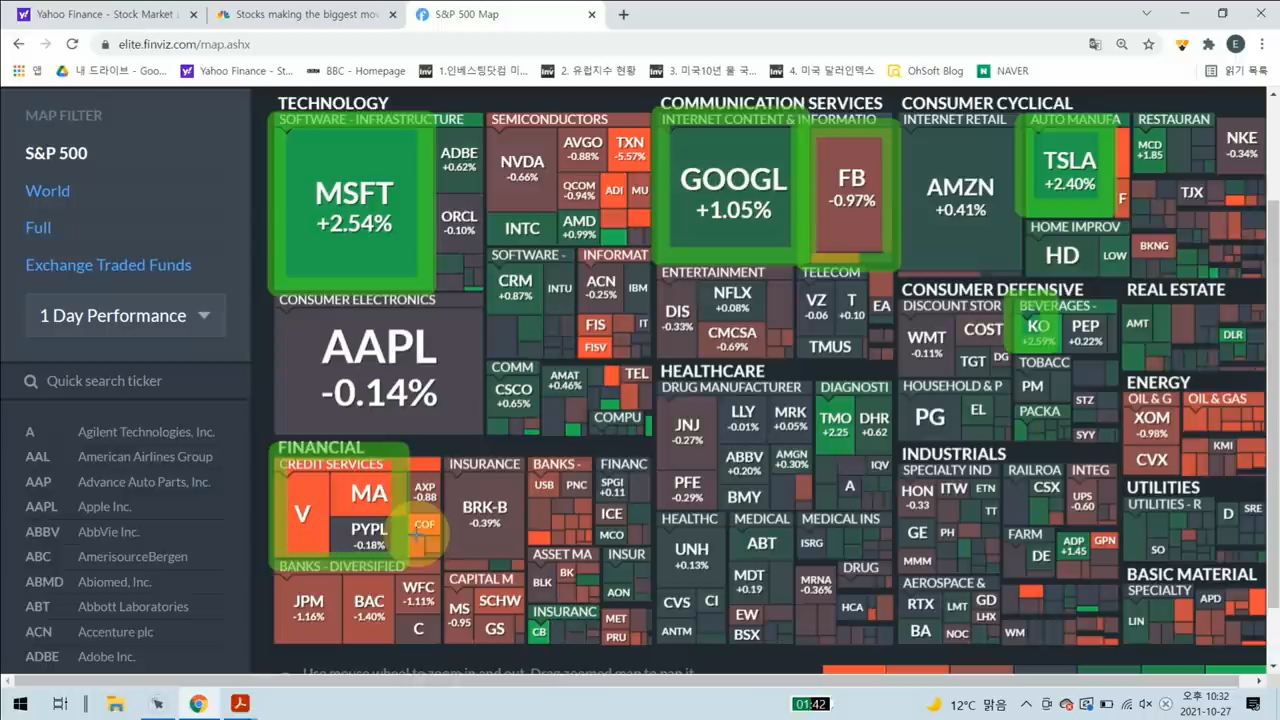 Yahoo Finance - Stock Market
Stocks making the biggest mo
S&P 500 Map
elite.finviz.com/map.ashx
E
앱
내 드라이브 - Goo...
Yahoo Finance - St...
BBC - Homepage
1.인베스팅닷컴 미...
2. 유럽지수 현황
3. 미국10년 물 국...
4. 미국 달러인덱스
OhSoft Blog
NAVER
읽기 목록
MAP FILTER
S&P 500
World
Full
Exchange Traded Funds
1 Day Performance
Quick search ticker
A Agilent Technologies, Inc.
AAL American Airlines Group
AAP Advance Auto Parts, Inc.
AAPL Apple Inc.
ABBV AbbVie Inc.
ABC AmerisourceBergen
ABMD Abiomed, Inc.
ABT Abbott Laboratories
ACN Accenture plc
ADBE Adobe Inc.
TECHNOLOGY
SOFTWARE - INFRASTRUCTURE
MSFT
+2.54%
ADBE
+0.62%
ORCL
-0.10%
SEMICONDUCTORS
NVDA
-0.66%
AVGO
-0.88%
TXN
-5.57%
QCOM
-0.94%
ADI
MU
INTC
AMD
+0.99%
CONSUMER ELECTRONICS
AAPL
-0.14%
SOFTWARE -
CRM
+0.87%
INTU
INFORMAT
ACN
-0.25%
IBM
FIS
IT
FISV
COMM
CSCO
+0.65%
AMAT
+0.46%
TEL
COMPU
COMMUNICATION SERVICES
INTERNET CONTENT & INFORMATIO
GOOGL
+1.05%
FB
-0.97%
ENTERTAINMENT
DIS
-0.33%
NFLX
+0.08%
CMCSA
-0.69%
TELECOM
VZ
-0.06
T
+0.10
TMUS
EA
CONSUMER CYCLICAL
INTERNET RETAIL
AMZN
+0.41%
AUTO MANUFA
TSLA
+2.40%
F
RESTAURAN
MCD
+1.85
NKE
-0.34%
TJX
HOME IMPROV
HD
LOW
BKNG
CONSUMER DEFENSIVE
DISCOUNT STOR
WMT
-0.11%
COST
TGT
DG
BEVERAGES -
KO
+2.59%
PEP
+0.22%
TOBACC
PM
HOUSEHOLD & P
PG
EL
PACKA
STZ
SYY
REAL ESTATE
AMT
DLR
HEALTHCARE
DRUG MANUFACTURER
JNJ
-0.27%
LLY
-0.01%
MRK
+0.05%
ABBV
+0.20%
AMGN
+0.30%
PFE
-0.29%
BMY
DIAGNOSTI
TMO
+2.25
DHR
+0.62
IQV
A
HEALTHC
UNH
+0.13%
CVS
CI
ANTM
MEDICAL
ABT
MDT
+0.19
EW
BSX
MEDICAL INS
ISRG
DRUG
MRNA
-0.36%
HCA
FINANCIAL
CREDIT SERVICES
V
MA
PYPL
-0.18%
AXP
-0.88
COF
INSURANCE
BRK-B
-0.39%
BANKS -
USB
PNC
FINANC
SPGI
+0.11
ICE
MCO
BANKS - DIVERSIFIED
JPM
-1.16%
BAC
-1.40%
WFC
-1.11%
C
CAPITAL M
MS
-0.95
SCHW
GS
ASSET MA
BLK
BK
INSUR
AON
INSURANC
CB
MET
PRU
INDUSTRIALS
SPECIALTY IND
HON
-0.33
ITW
ETN
TT
GE
PH
MMM
RAILROA
CSX
INTEG
UPS
-0.60
FARM
DE
ADP
+1.45
GPN
AEROSPACE &
RTX
LMT
GD
LHX
BA
NOC
WM
ENERGY
OIL & G
XOM
-0.98%
CVX
OIL & GAS
KMI
UTILITIES
UTILITIES - R
D
SRE
SO
BASIC MATERIAL
SPECIALTY
APD
LIN
Use mouse wheel to zoom in and out. Drag zoomed map to pan it.
01:42
12°C 맑음
오후 10:32
2021-10-27